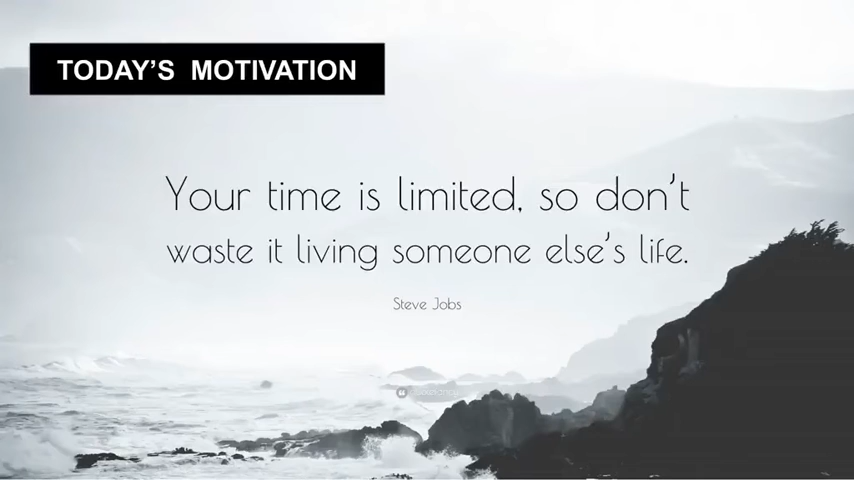 TODAY’S MOTIVATION
Your time is limited, so don’t
waste it living someone else’s life.
Steve Jobs